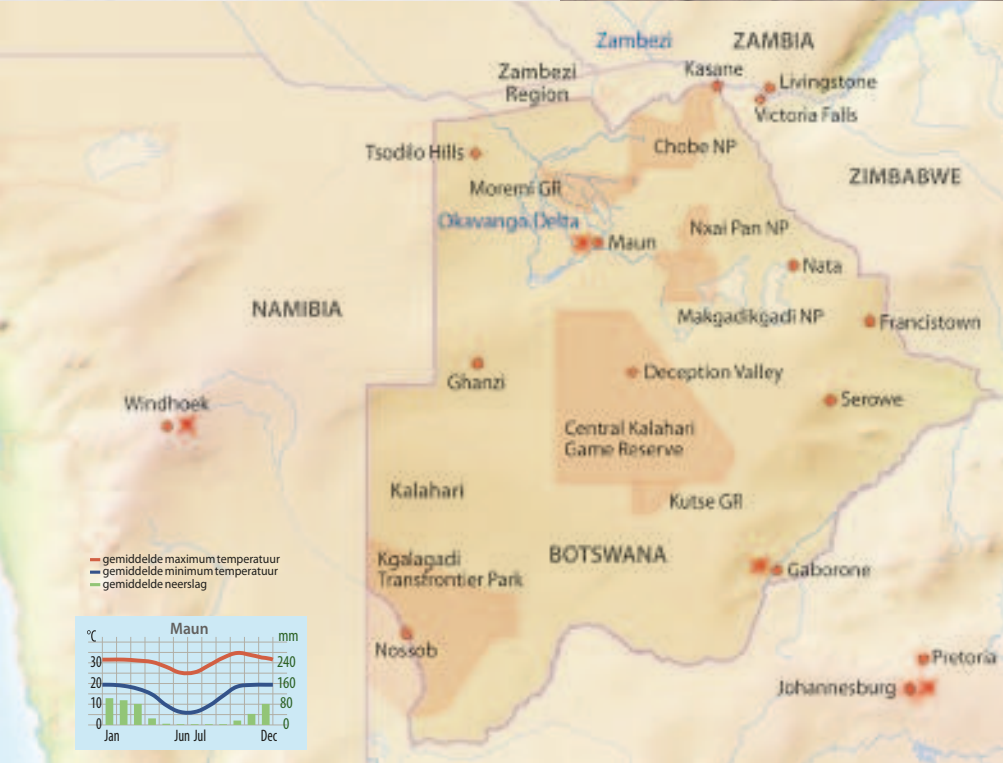 Zambezi
ZAMBIA
Zambezi
Region
Kasane
Livingstone
Victoria Falls
Tsodilo Hills
Chobe NP
ZIMBABWE
Moremi GR
Okavango Delta
Nxai Pan NP
Maun
Nata
NAMIBIA
Makgadikgadi NP
Francistown
Ghanzi
Deception Valley
Windhoek
Serowe
Central Kalahari
Game Reserve
Kalahari
Kutse GR
Kgalagadi
Transfrontier Park
BOTSWANA
Gaborone
Nossob
Pretoria
Johannesburg
gemiddelde maximum temperatuur
gemiddelde minimum temperatuur
gemiddelde neerslag
Maun
°C mm
30 240
20 160
10 80
0 0
Jan Jun Jul Dec